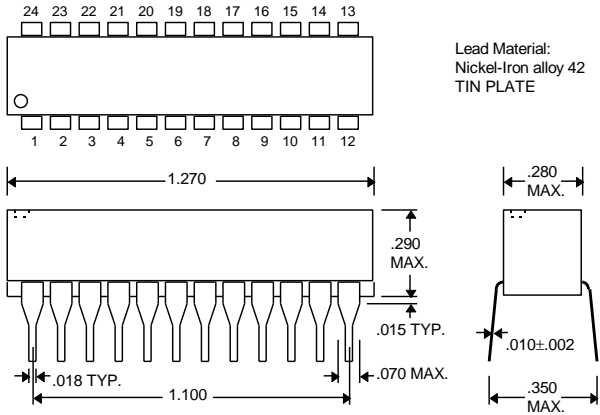 24 23 22 21 20 19 18 17 16 15 14 13
Lead Material:
Nickel-Iron alloy 42
TIN PLATE
1 2 3 4 5 6 7 8 9 10 11 12
1.270
.280
MAX.
.290
MAX.
.015 TYP.
.010±.002
.018 TYP.
.070 MAX.
1.100
.350
MAX.